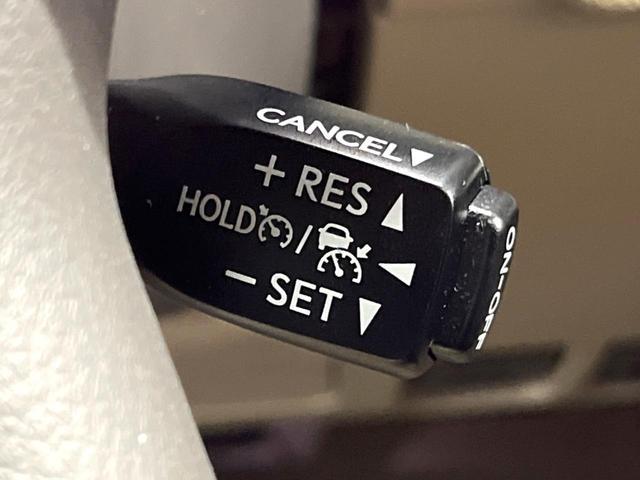 CANCEL▼
+ RES ▲
HOLD /
◀
− SET ▼
ON-OFF